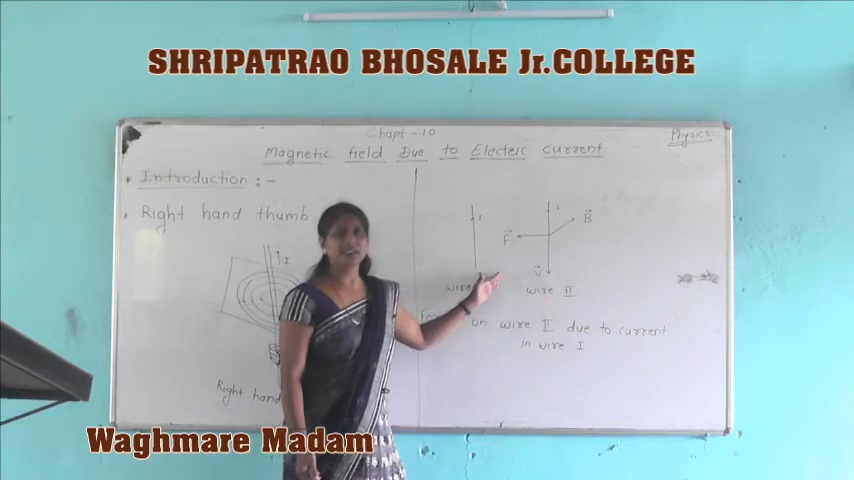 SHRIPATRAO BHOSALE Jr.COLLEGE
Chapt - 10
Physics
Magnetic field Due to Electric current
* Introduction :-
* Right hand thumb
I
I
I
B
F
V
wire
wire II
on wire II due to current
in wire I
Right hand
Waghmare Madam